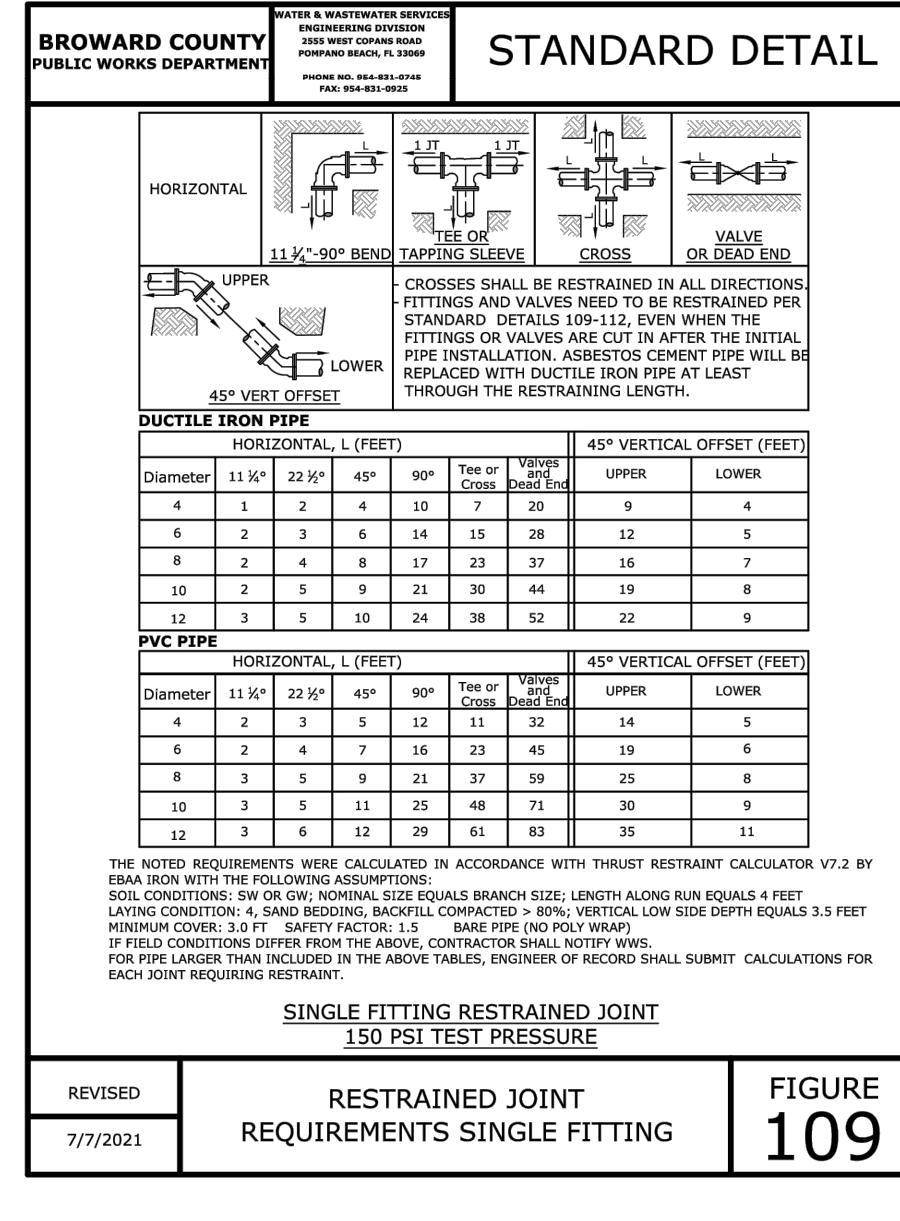 BROWARD COUNTY
PUBLIC WORKS DEPARTMENT
WATER & WASTEWATER SERVICES
ENGINEERING DIVISION
2555 WEST COPANS ROAD
POMPANO BEACH, FL 33069
PHONE NO. 954-831-0745
FAX: 954-831-0925
STANDARD DETAIL
HORIZONTAL
L
L
11 ¼"-90° BEND
1 JT
1 JT
L
TEE OR
TAPPING SLEEVE
L
L
L
L
CROSS
L
L
VALVE
OR DEAD END
UPPER
LOWER
45° VERT OFFSET
- CROSSES SHALL BE RESTRAINED IN ALL DIRECTIONS.
- FITTINGS AND VALVES NEED TO BE RESTRAINED PER
STANDARD DETAILS 109-112, EVEN WHEN THE
FITTINGS OR VALVES ARE CUT IN AFTER THE INITIAL
PIPE INSTALLATION. ASBESTOS CEMENT PIPE WILL BE
REPLACED WITH DUCTILE IRON PIPE AT LEAST
THROUGH THE RESTRAINING LENGTH.
DUCTILE IRON PIPE
HORIZONTAL, L (FEET) 45° VERTICAL OFFSET (FEET)
Diameter 11 ¼° 22 ½° 45° 90° Tee or Cross Valves and Dead End UPPER LOWER
4 1 2 4 10 7 20 9 4
6 2 3 6 14 15 28 12 5
8 2 4 8 17 23 37 16 7
10 2 5 9 21 30 44 19 8
12 3 5 10 24 38 52 22 9
PVC PIPE
HORIZONTAL, L (FEET) 45° VERTICAL OFFSET (FEET)
Diameter 11 ¼° 22 ½° 45° 90° Tee or Cross Valves and Dead End UPPER LOWER
4 2 3 5 12 11 32 14 5
6 2 4 7 16 23 45 19 6
8 3 5 9 21 37 59 25 8
10 3 5 11 25 48 71 30 9
12 3 6 12 29 61 83 35 11
THE NOTED REQUIREMENTS WERE CALCULATED IN ACCORDANCE WITH THRUST RESTRAINT CALCULATOR V7.2 BY
EBAA IRON WITH THE FOLLOWING ASSUMPTIONS:
SOIL CONDITIONS: SW OR GW; NOMINAL SIZE EQUALS BRANCH SIZE; LENGTH ALONG RUN EQUALS 4 FEET
LAYING CONDITION: 4, SAND BEDDING, BACKFILL COMPACTED > 80%; VERTICAL LOW SIDE DEPTH EQUALS 3.5 FEET
MINIMUM COVER: 3.0 FT SAFETY FACTOR: 1.5 BARE PIPE (NO POLY WRAP)
IF FIELD CONDITIONS DIFFER FROM THE ABOVE, CONTRACTOR SHALL NOTIFY WWS.
FOR PIPE LARGER THAN INCLUDED IN THE ABOVE TABLES, ENGINEER OF RECORD SHALL SUBMIT CALCULATIONS FOR
EACH JOINT REQUIRING RESTRAINT.
SINGLE FITTING RESTRAINED JOINT
150 PSI TEST PRESSURE
REVISED
7/7/2021
RESTRAINED JOINT
REQUIREMENTS SINGLE FITTING
FIGURE
109